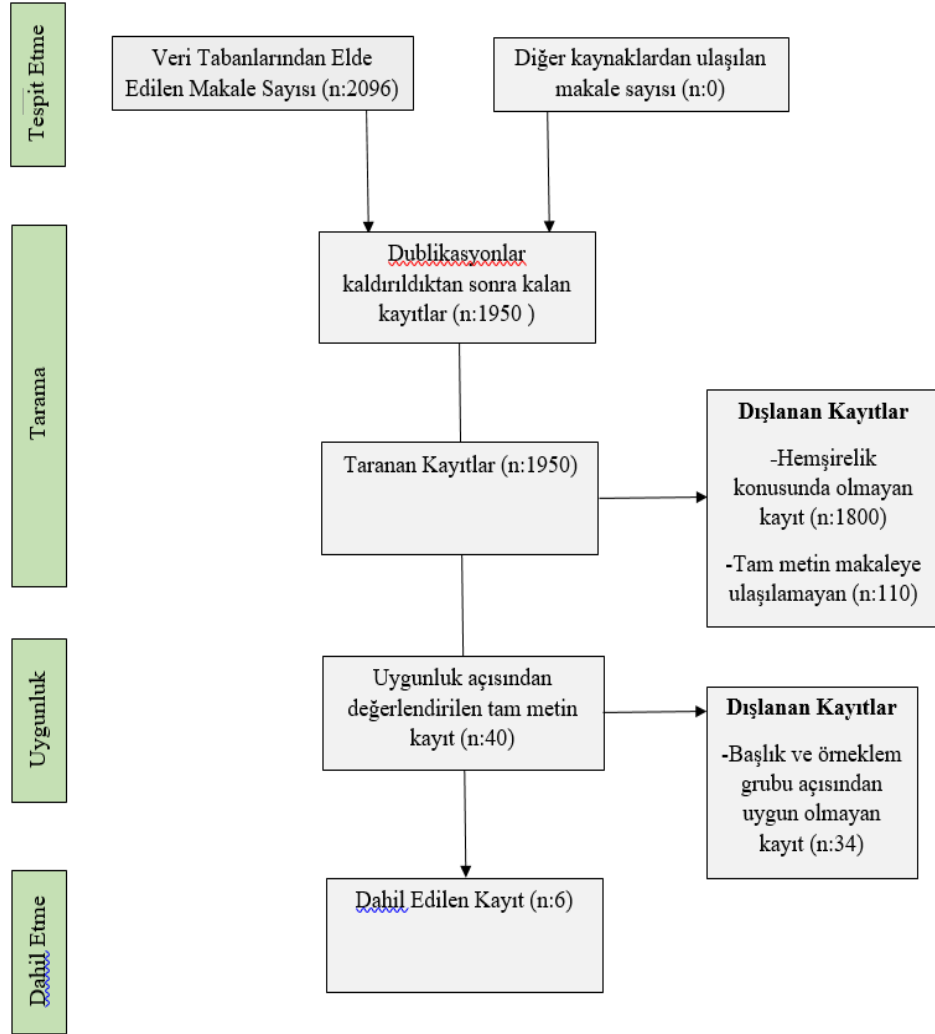 Tespit Etme
Veri Tabanlarından Elde
Edilen Makale Sayısı (n:2096)
Diğer kaynaklardan ulaşılan
makale sayısı (n:0)
Tarama
Dublikasyonlar
kaldırıldıktan sonra kalan
kayıtlar (n:1950 )
Taranan Kayıtlar (n:1950)
Dışlanan Kayıtlar
-Hemşirelik
konusunda olmayan
kayıt (n:1800)
-Tam metin makaleye
ulaşılamayan (n:110)
Uygunluk
Uygunluk açısından
değerlendirilen tam metin
kayıt (n:40)
Dışlanan Kayıtlar
-Başlık ve örneklem
grubu açısından
uygun olmayan
kayıt (n:34)
Dahil Etme
Dahil Edilen Kayıt (n:6)